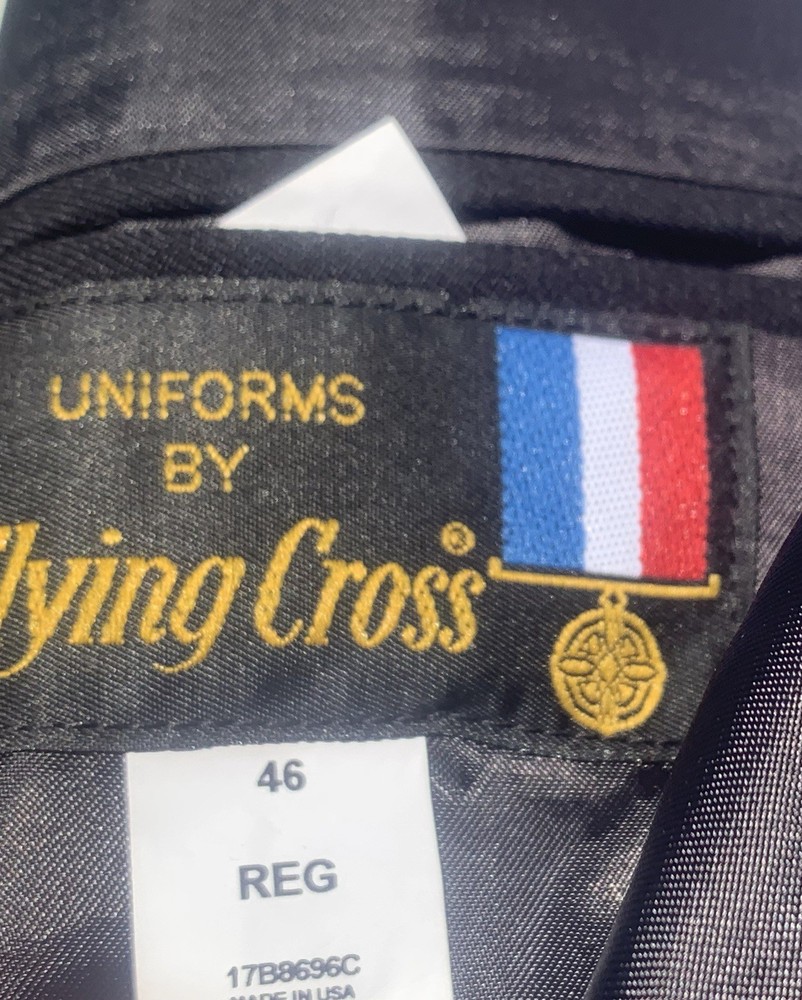 UNIFORMS
BY
Flying Cross®
46
REG
17B8696C
MADE IN USA